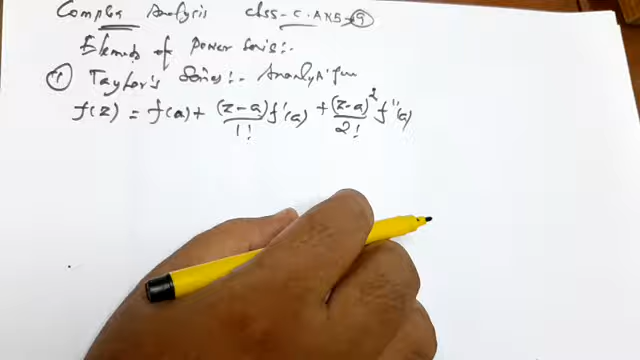 Complex Analysis class-C.ANS-9
Elements of Power Series:-
① Taylor's Series:- Analytic fun
f(z) = f(a) + (z-a)/1! f'(a) + (z-a)²/2! f''(a)